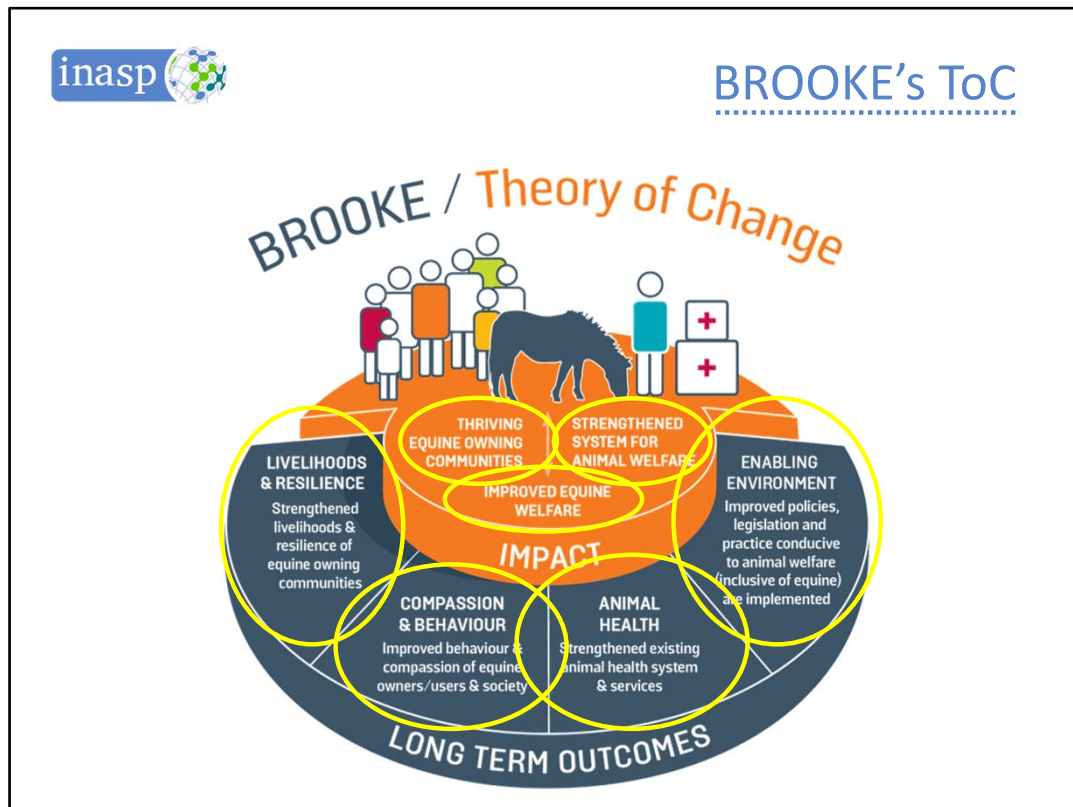 inasp
BROOKE's ToC
BROOKE / Theory of Change
THRIVING
EQUINE OWNING
COMMUNITIES
STRENGTHENED
SYSTEM FOR
ANIMAL WELFARE
IMPROVED EQUINE
WELFARE
IMPACT
LIVELIHOODS
& RESILIENCE
Strengthened
livelihoods &
resilience of
equine owning
communities
COMPASSION
& BEHAVIOUR
Improved behaviour &
compassion of equine
owners/users & society
ANIMAL
HEALTH
Strengthened existing
animal health system
& services
ENABLING
ENVIRONMENT
Improved policies,
legislation and
practice conducive
to animal welfare
(inclusive of equine)
are implemented
LONG TERM OUTCOMES